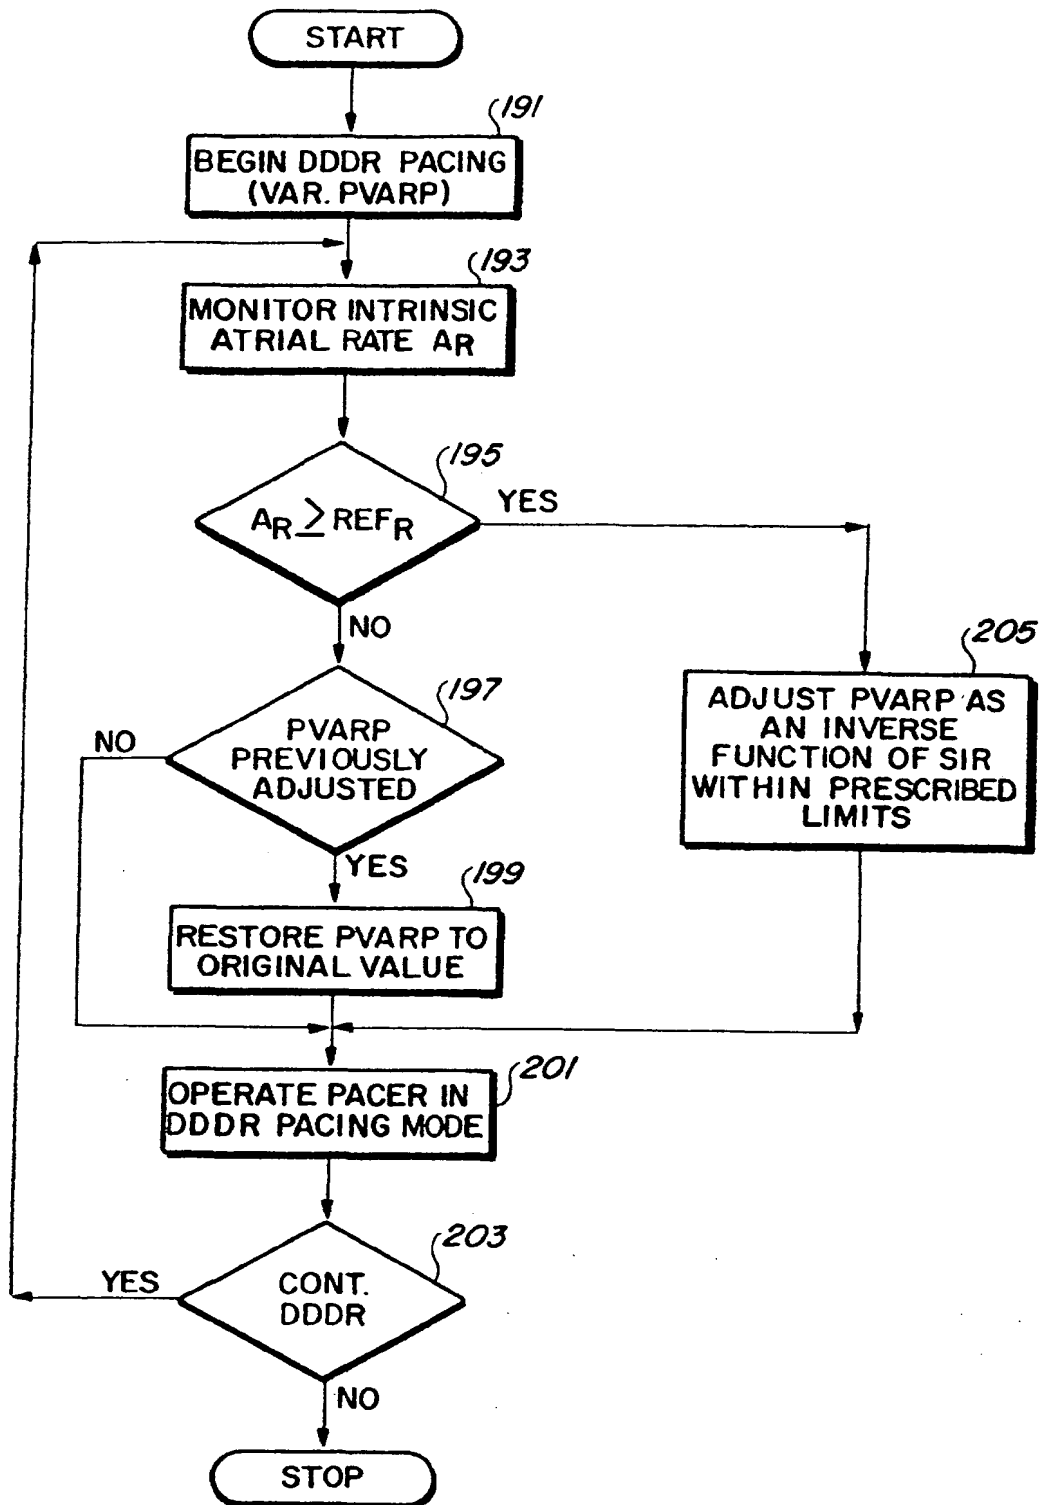 START
191
BEGIN DDDR PACING
(VAR. PVARP)
193
MONITOR INTRINSIC
ATRIAL RATE AR
195
AR ≥ REFR
YES
NO
205
ADJUST PVARP AS
AN INVERSE
FUNCTION OF SIR
WITHIN PRESCRIBED
LIMITS
197
PVARP
PREVIOUSLY
ADJUSTED
NO
YES
199
RESTORE PVARP TO
ORIGINAL VALUE
201
OPERATE PACER IN
DDDR PACING MODE
203
CONT.
DDDR
YES
NO
STOP